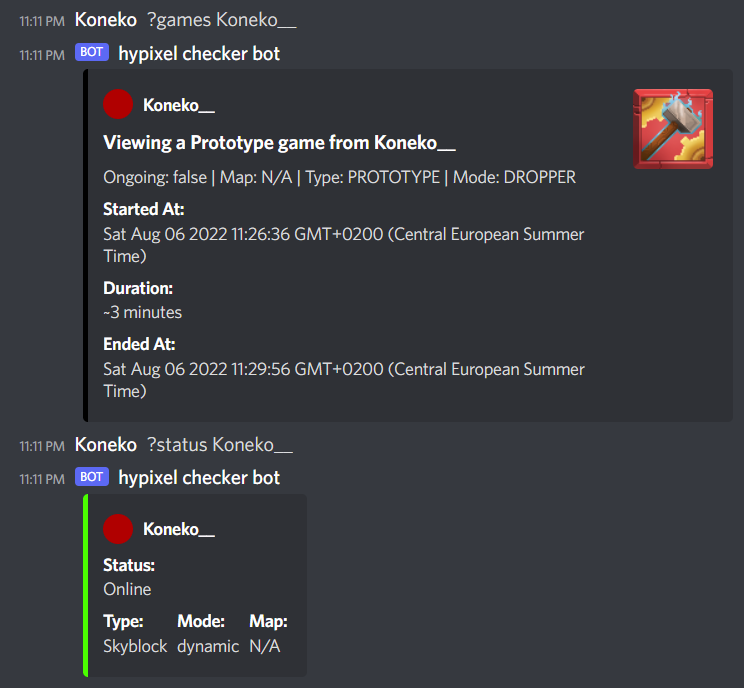 11:11 PM Koneko ?games Koneko__
11:11 PM BOT hypixel checker bot
Koneko__
Viewing a Prototype game from Koneko__
Ongoing: false | Map: N/A | Type: PROTOTYPE | Mode: DROPPER
Started At:
Sat Aug 06 2022 11:26:36 GMT+0200 (Central European Summer
Time)
Duration:
~3 minutes
Ended At:
Sat Aug 06 2022 11:29:56 GMT+0200 (Central European Summer
Time)
11:11 PM Koneko ?status Koneko__
11:11 PM BOT hypixel checker bot
Koneko__
Status:
Online
Type: Mode: Map:
Skyblock dynamic N/A